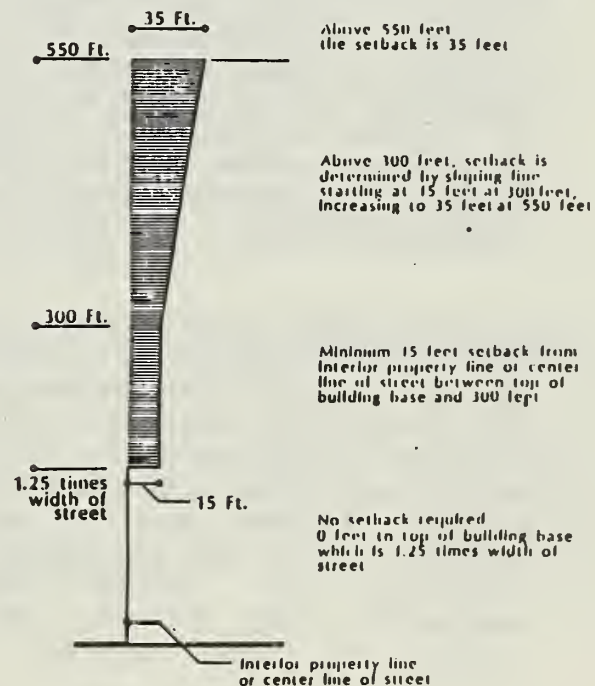 35 Ft.
Above 550 feet
the setback is 35 feet
550 Ft.
Above 300 feet, setback is
determined by sloping line
starting at 15 feet at 300 feet,
increasing to 35 feet at 550 feet
300 Ft.
Minimum 15 feet setback from
interior property line or center
line of street between top of
building base and 300 feet
1.25 times
width of
street
15 Ft.
No setback required
0 feet to top of building base
which is 1.25 times width of
street
Interior property line
or center line of street